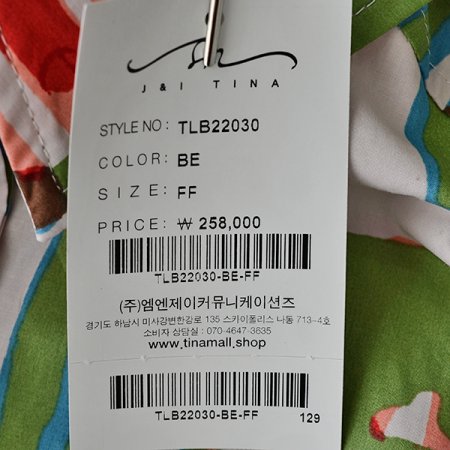 J & I TINA
STYLE NO: TLB22030
COLOR: BE
SIZE: FF
PRICE: ₩ 258,000
TLB22030-BE-FF
(주)엠엔제이커뮤니케이션즈
경기도 하남시 미사강변한강로 135 스카이폴리스 나동 713-4호
소비자 상담실 : 070-4647-3635
www.tinamall.shop
TLB22030-BE-FF
129